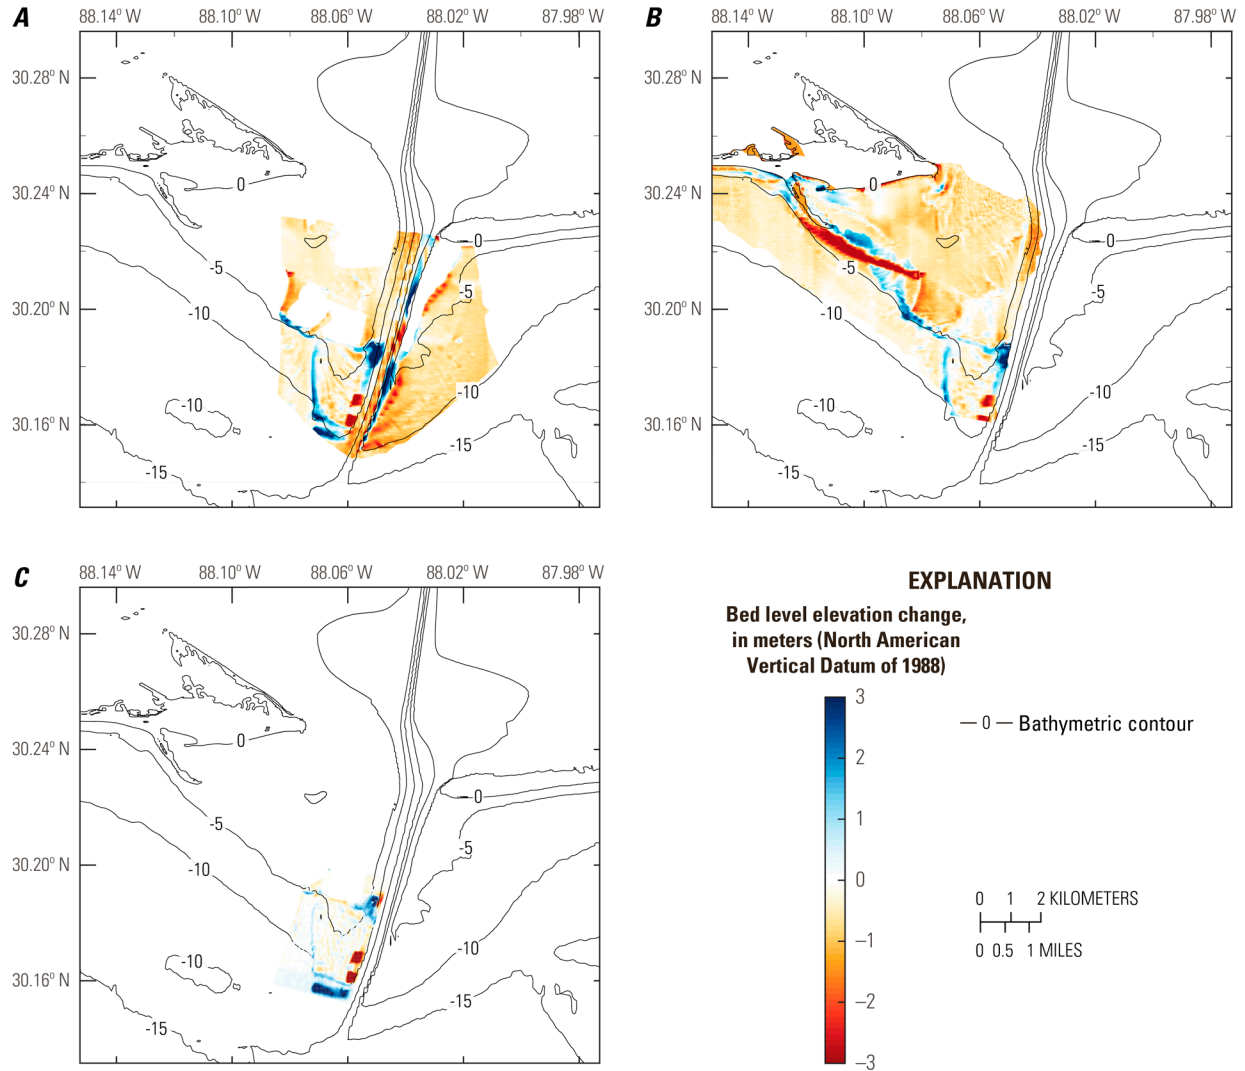 A
88.14° W 88.10° W 88.06° W 88.02° W 87.98° W
30.28° N
30.24° N
30.20° N
30.16° N
0
0
-5
-5
-10
-10
-10
-15
-15
B
88.14° W 88.10° W 88.06° W 88.02° W 87.98° W
30.28° N
30.24° N
30.20° N
30.16° N
0
0
-5
-5
-10
-10
-10
-15
-15
C
88.14° W 88.10° W 88.06° W 88.02° W 87.98° W
30.28° N
30.24° N
30.20° N
30.16° N
0
0
-5
-5
-10
-10
-10
-15
-15
EXPLANATION
Bed level elevation change,
in meters (North American
Vertical Datum of 1988)
3
2
1
0
–1
–2
–3
0 Bathymetric contour
0 1 2 KILOMETERS
0 0.5 1 MILES